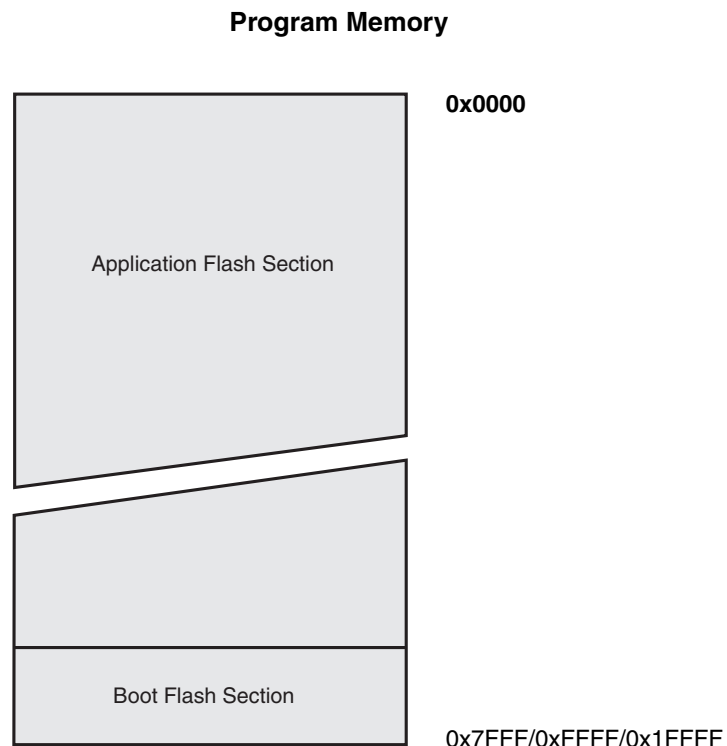 Program Memory
0x0000
Application Flash Section
Boot Flash Section
0x7FFF/0xFFFF/0x1FFFF